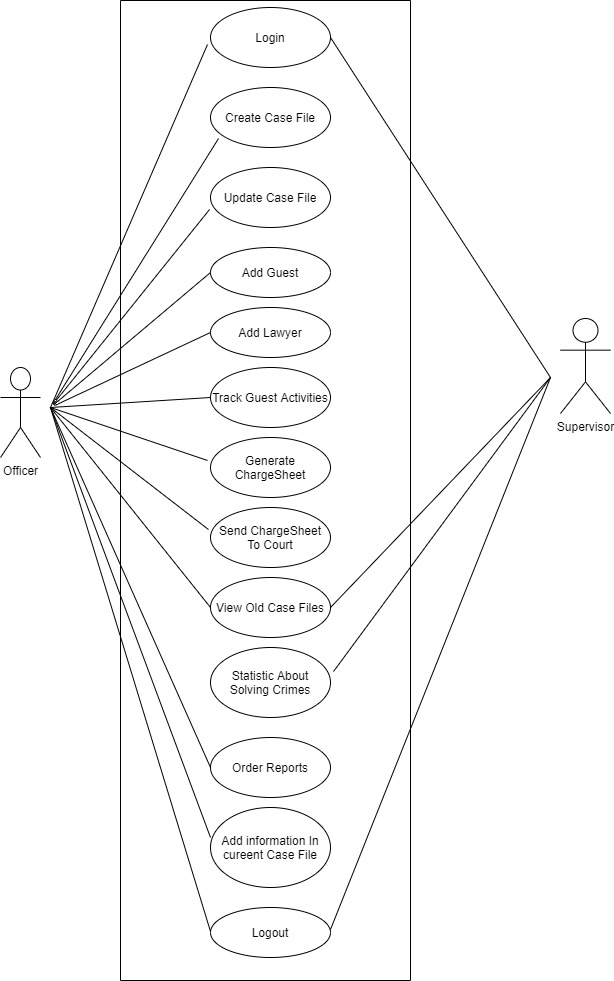 Login
Create Case File
Update Case File
Add Guest
Add Lawyer
Track Guest Activities
Officer
Supervisor
Generate
ChargeSheet
Send ChargeSheet
To Court
View Old Case Files
Statistic About
Solving Crimes
Order Reports
Add information In
cureent Case File
Logout